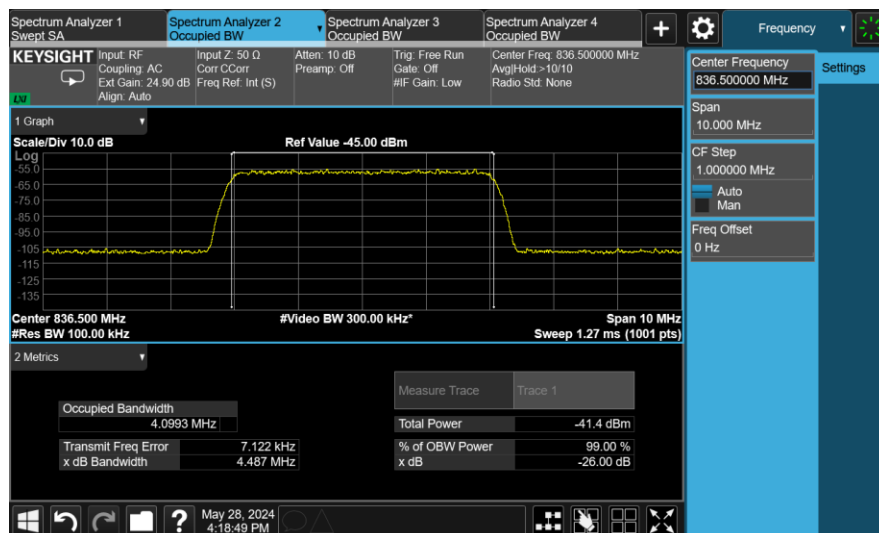 Spectrum Analyzer 1
Swept SA
Spectrum Analyzer 2
Occupied BW
Spectrum Analyzer 3
Occupied BW
Spectrum Analyzer 4
Occupied BW
Frequency
KEYSIGHT
Input: RF
Coupling: AC
Ext Gain: 24.90 dB
Align: Auto
Input Z: 50 Ω
Corr CCorr
Freq Ref: Int (S)
Atten: 10 dB
Preamp: Off
Trig: Free Run
Gate: Off
#IF Gain: Low
Center Freq: 836.500000 MHz
Avg|Hold:>10/10
Radio Std: None
LXI
Center Frequency
836.500000 MHz
Settings
Span
10.000 MHz
CF Step
1.000000 MHz
Auto
Man
Freq Offset
0 Hz
1 Graph
Scale/Div 10.0 dB
Ref Value -45.00 dBm
Log
-55.0
-65.0
-75.0
-85.0
-95.0
-105
-115
-125
-135
Center 836.500 MHz
#Video BW 300.00 kHz*
Span 10 MHz
#Res BW 100.00 kHz
Sweep 1.27 ms (1001 pts)
2 Metrics
Measure Trace
Trace 1
Occupied Bandwidth
4.0993 MHz
Total Power
-41.4 dBm
Transmit Freq Error
7.122 kHz
% of OBW Power
99.00 %
x dB Bandwidth
4.487 MHz
x dB
-26.00 dB
?
May 28, 2024
4:18:49 PM